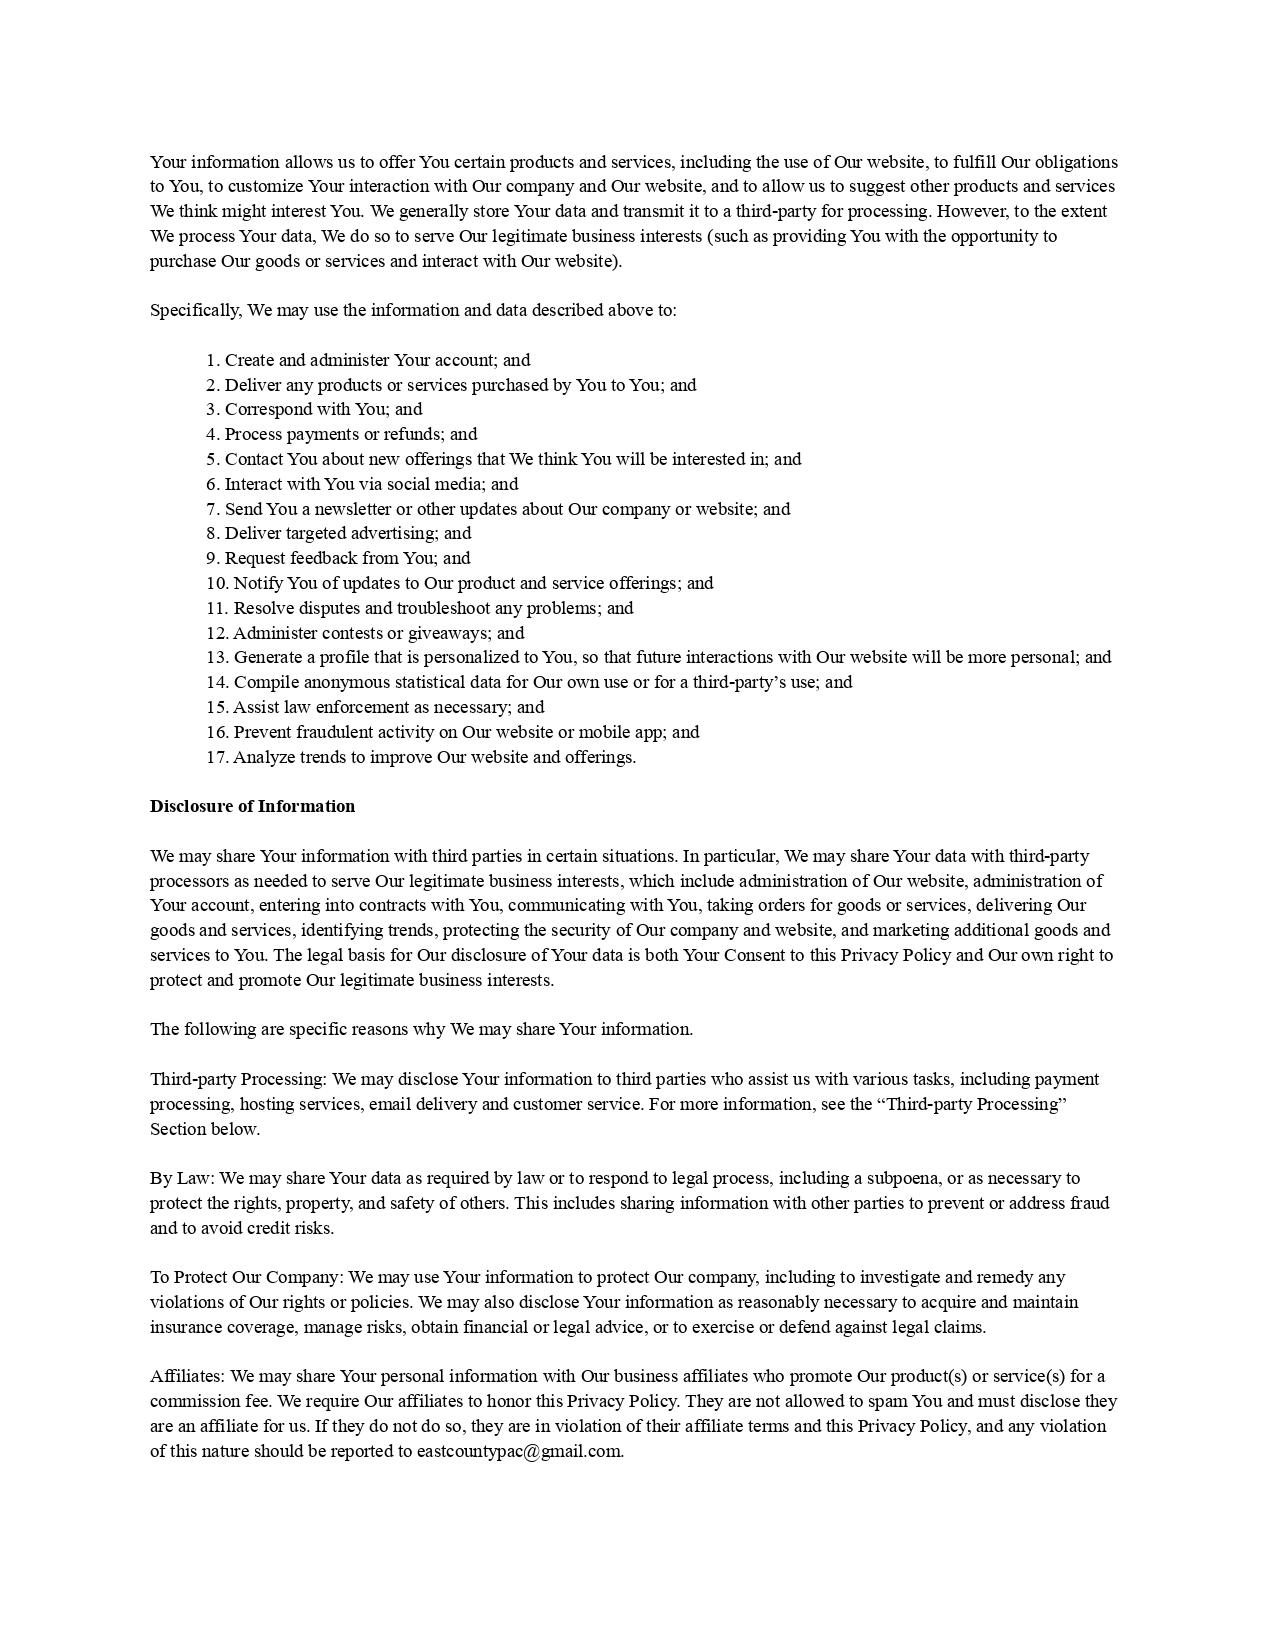 Your information allows us to offer You certain products and services, including the use of Our website, to fulfill Our obligations
to You, to customize Your interaction with Our company and Our website, and to allow us to suggest other products and services
We think might interest You. We generally store Your data and transmit it to a third-party for processing. However, to the extent
We process Your data, We do so to serve Our legitimate business interests (such as providing You with the opportunity to
purchase Our goods or services and interact with Our website).
Specifically, We may use the information and data described above to:
1. Create and administer Your account; and
2. Deliver any products or services purchased by You to You; and
3. Correspond with You; and
4. Process payments or refunds; and
5. Contact You about new offerings that We think You will be interested in; and
6. Interact with You via social media; and
7. Send You a newsletter or other updates about Our company or website; and
8. Deliver targeted advertising; and
9. Request feedback from You; and
10. Notify You of updates to Our product and service offerings; and
11. Resolve disputes and troubleshoot any problems; and
12. Administer contests or giveaways; and
13. Generate a profile that is personalized to You, so that future interactions with Our website will be more personal; and
14. Compile anonymous statistical data for Our own use or for a third-party’s use; and
15. Assist law enforcement as necessary; and
16. Prevent fraudulent activity on Our website or mobile app; and
17. Analyze trends to improve Our website and offerings.
Disclosure of Information
We may share Your information with third parties in certain situations. In particular, We may share Your data with third-party
processors as needed to serve Our legitimate business interests, which include administration of Our website, administration of
Your account, entering into contracts with You, communicating with You, taking orders for goods or services, delivering Our
goods and services, identifying trends, protecting the security of Our company and website, and marketing additional goods and
services to You. The legal basis for Our disclosure of Your data is both Your Consent to this Privacy Policy and Our own right to
protect and promote Our legitimate business interests.
The following are specific reasons why We may share Your information.
Third-party Processing: We may disclose Your information to third parties who assist us with various tasks, including payment
processing, hosting services, email delivery and customer service. For more information, see the “Third-party Processing”
Section below.
By Law: We may share Your data as required by law or to respond to legal process, including a subpoena, or as necessary to
protect the rights, property, and safety of others. This includes sharing information with other parties to prevent or address fraud
and to avoid credit risks.
To Protect Our Company: We may use Your information to protect Our company, including to investigate and remedy any
violations of Our rights or policies. We may also disclose Your information as reasonably necessary to acquire and maintain
insurance coverage, manage risks, obtain financial or legal advice, or to exercise or defend against legal claims.
Affiliates: We may share Your personal information with Our business affiliates who promote Our product(s) or service(s) for a
commission fee. We require Our affiliates to honor this Privacy Policy. They are not allowed to spam You and must disclose they
are an affiliate for us. If they do not do so, they are in violation of their affiliate terms and this Privacy Policy, and any violation
of this nature should be reported to eastcountypac@gmail.com.